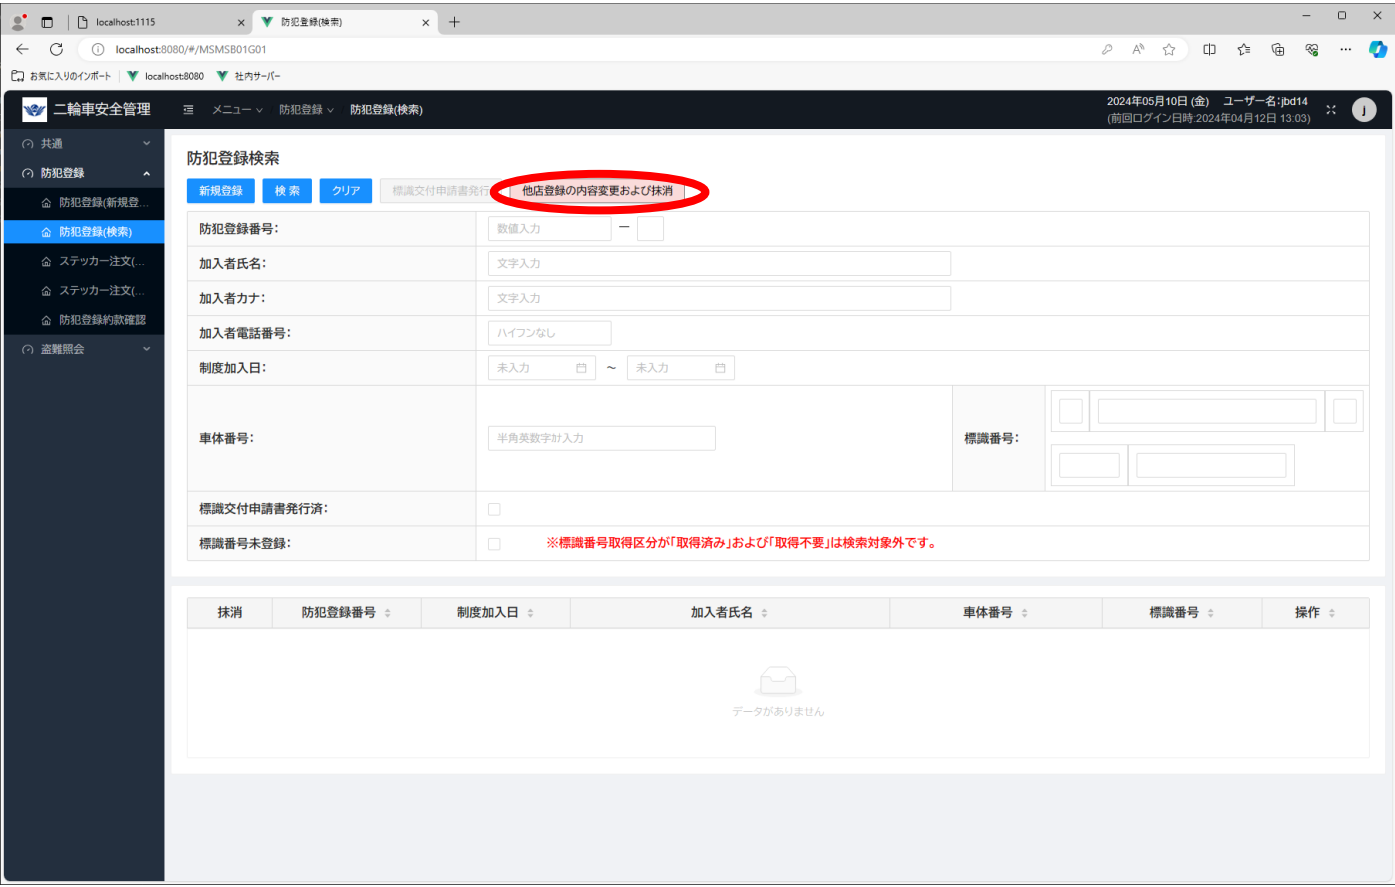 localhost:1115
防犯登録(検索)
localhost:8080/#/MSMSB01G01
お気に入りのインポート localhost:8080 社内サーバー
二輪車安全管理 メニュー 防犯登録 防犯登録(検索)
2024年05月10日 (金) ユーザー名:jbd14
(前回ログイン日時:2024年04月12日 13:03)
J
共通
防犯登録
防犯登録(新規登...
防犯登録(検索)
ステッカー注文(...
ステッカー注文(...
防犯登録約款確認
盗難照会
防犯登録検索
新規登録 検索 クリア 標識交付申請書発行 他店登録の内容変更および抹消
防犯登録番号: 数値入力 ー
加入者氏名: 文字入力
加入者カナ: 文字入力
加入者電話番号: ハイフンなし
制度加入日: 未入力 ～ 未入力
車体番号: 半角英数字ｶﾅ入力 標識番号:
標識交付申請書発行済:
標識番号未登録: ※標識番号取得区分が「取得済み」および「取得不要」は検索対象外です。
抹消 防犯登録番号 制度加入日 加入者氏名 車体番号 標識番号 操作
データがありません